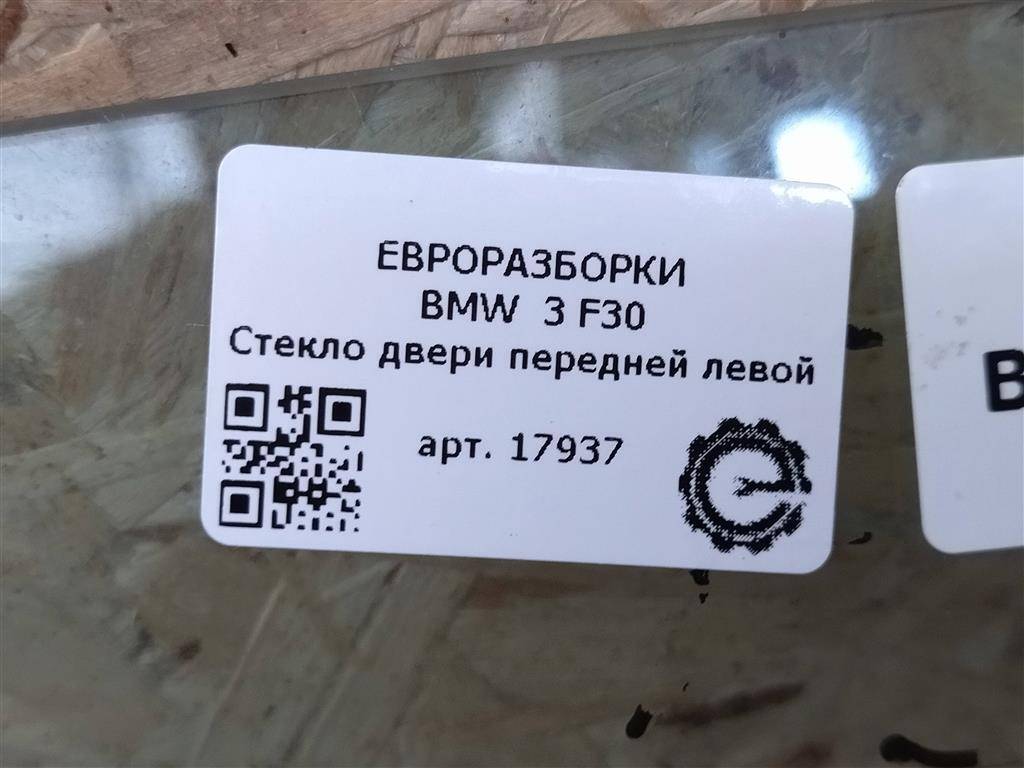 ЕВРОРАЗБОРКИ
BMW 3 F30
Стекло двери передней левой
арт. 17937